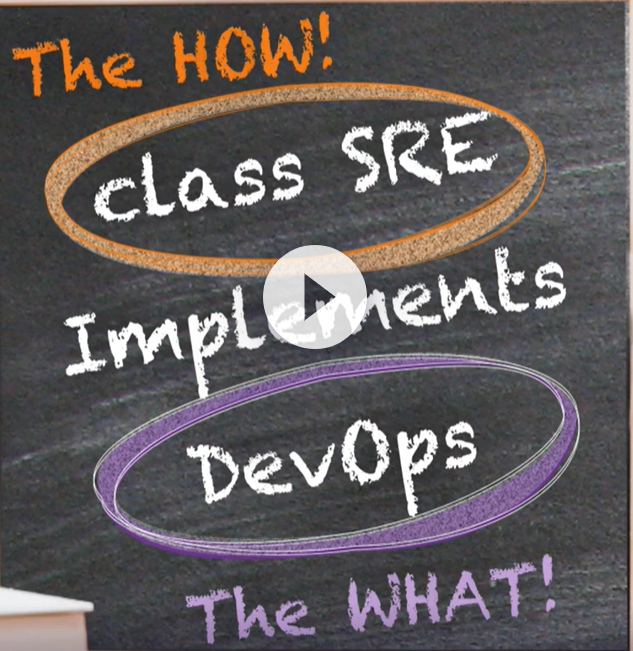 The HOW!
class SRE
Implements
DevOps
The WHAT!